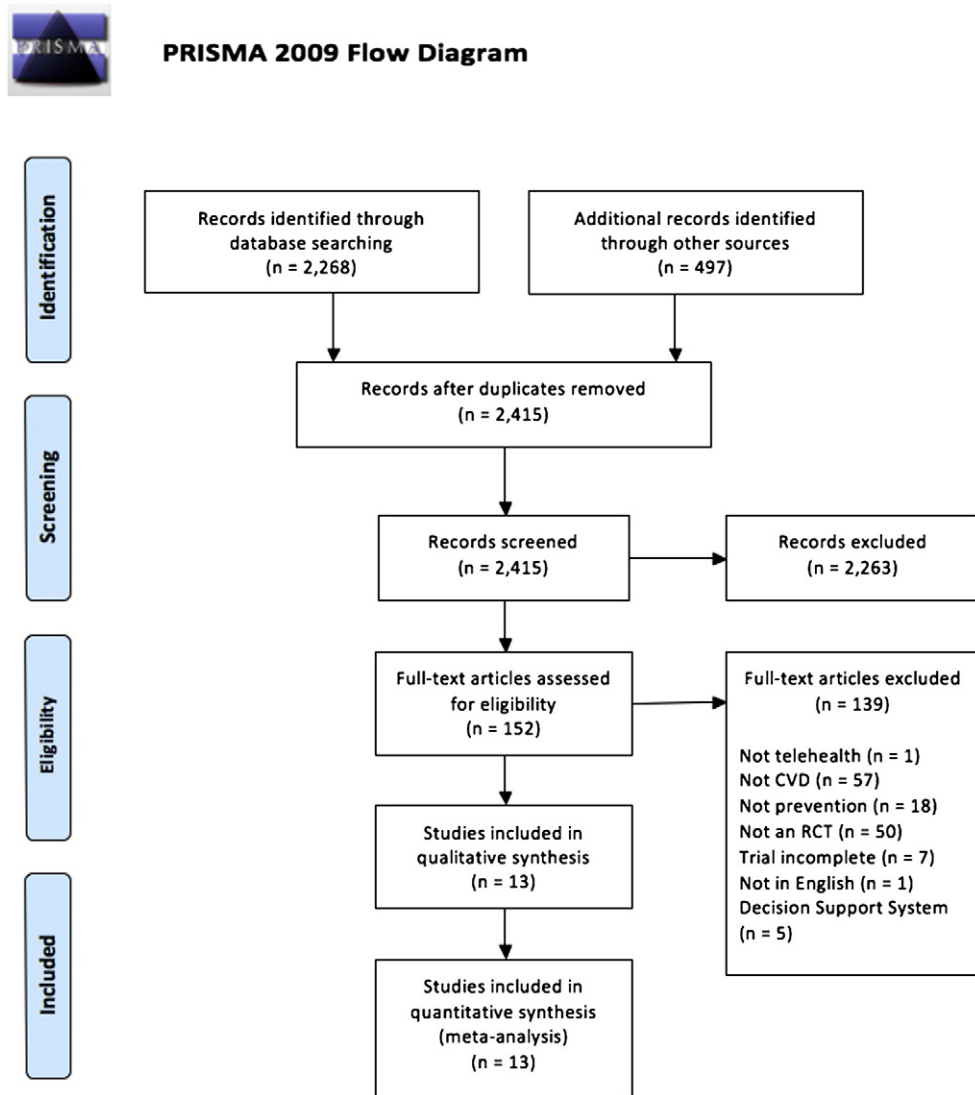 PRISMA
PRISMA 2009 Flow Diagram
Identification
Records identified through
database searching
(n = 2,268)
Additional records identified
through other sources
(n = 497)
Records after duplicates removed
(n = 2,415)
Screening
Records screened
(n = 2,415)
Records excluded
(n = 2,263)
Eligibility
Full-text articles assessed
for eligibility
(n = 152)
Full-text articles excluded
(n = 139)
Not telehealth (n = 1)
Not CVD (n = 57)
Not prevention (n = 18)
Not an RCT (n = 50)
Trial incomplete (n = 7)
Not in English (n = 1)
Decision Support System
(n = 5)
Studies included in
qualitative synthesis
(n = 13)
Included
Studies included in
quantitative synthesis
(meta-analysis)
(n = 13)